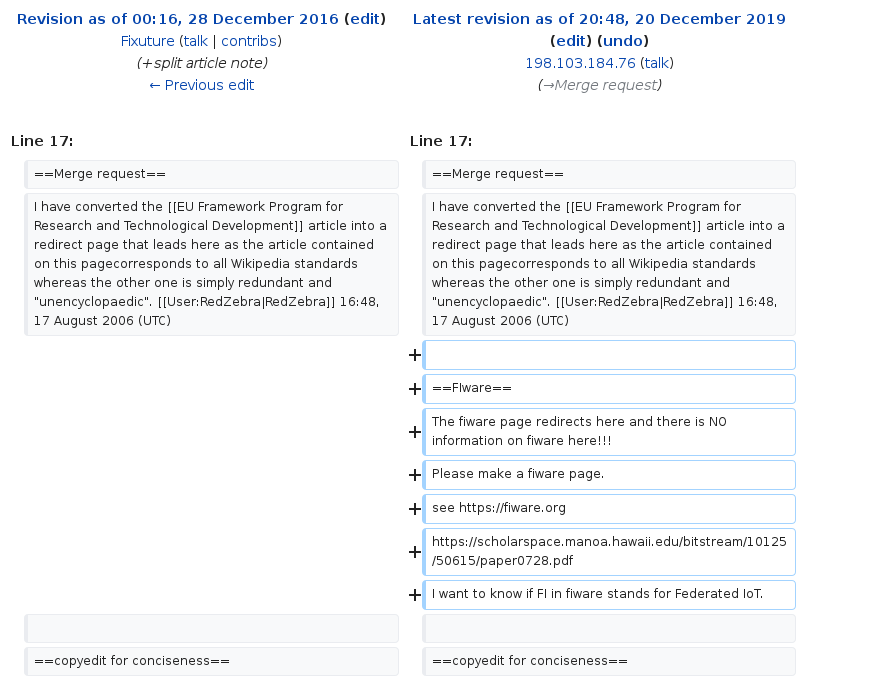 Revision as of 00:16, 28 December 2016 (edit)
Fixuture (talk | contribs)
(+split article note)
← Previous edit
Latest revision as of 20:48, 20 December 2019
(edit) (undo)
198.103.184.76 (talk)
(→Merge request)
Line 17:
==Merge request==
I have converted the [[EU Framework Program for
Research and Technological Development]] article into a
redirect page that leads here as the article contained
on this pagecorresponds to all Wikipedia standards
whereas the other one is simply redundant and
"unencyclopaedic". [[User:RedZebra|RedZebra]] 16:48,
17 August 2006 (UTC)
==copyedit for conciseness==
Line 17:
==Merge request==
I have converted the [[EU Framework Program for
Research and Technological Development]] article into a
redirect page that leads here as the article contained
on this pagecorresponds to all Wikipedia standards
whereas the other one is simply redundant and
"unencyclopaedic". [[User:RedZebra|RedZebra]] 16:48,
17 August 2006 (UTC)
+
+ ==FIware==
+ The fiware page redirects here and there is NO
information on fiware here!!!
+ Please make a fiware page.
+ see https://fiware.org
+ https://scholarspace.manoa.hawaii.edu/bitstream/10125
/50615/paper0728.pdf
+ I want to know if FI in fiware stands for Federated IoT.
==copyedit for conciseness==